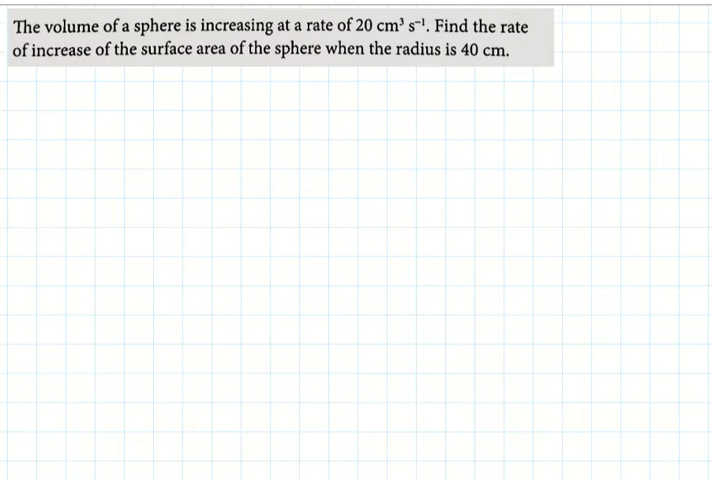 The volume of a sphere is increasing at a rate of 20 cm³ s⁻¹. Find the rate
of increase of the surface area of the sphere when the radius is 40 cm.